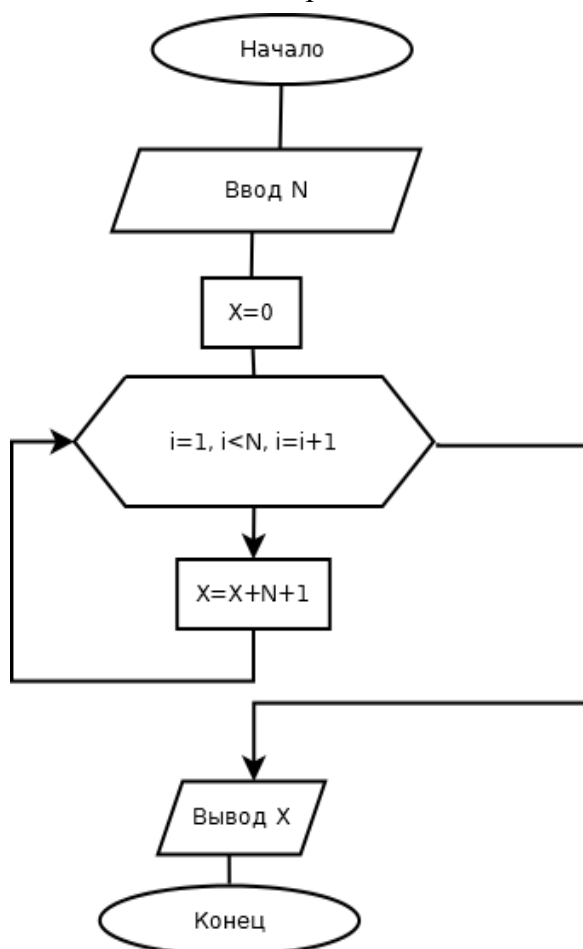 Начало
Ввод N
X=0
i=1, i<N, i=i+1
X=X+N+1
Вывод X
Конец